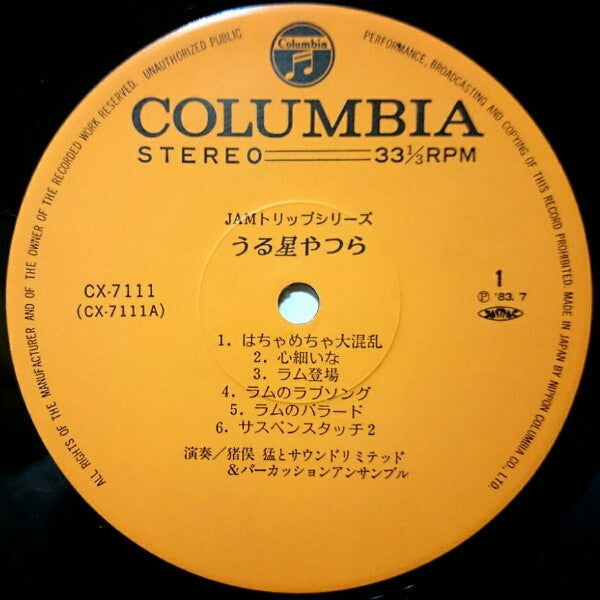 ALL RIGHTS OF THE MANUFACTURER AND OF THE OWNER OF THE RECORDED WORK RESERVED. UNAUTHORIZED PUBLIC PERFORMANCE, BROADCASTING AND COPYING OF THIS RECORD PROHIBITED. MADE IN JAPAN BY NIPPON COLUMBIA CO., LTD.
Columbia
COLUMBIA
STEREO 33 1/3 RPM
JAMトリップシリーズ
うる星やつら
CX-7111
(CX-7111A)
1
Ⓟ '83. 7
1. はちゃめちゃ大混乱
2. 心細いな
3. ラム登場
4. ラムのラブソング
5. ラムのバラード
6. サスペンスタッチ2
演奏／猪俣 猛とサウンドリミテッド
&パーカッションアンサンブル